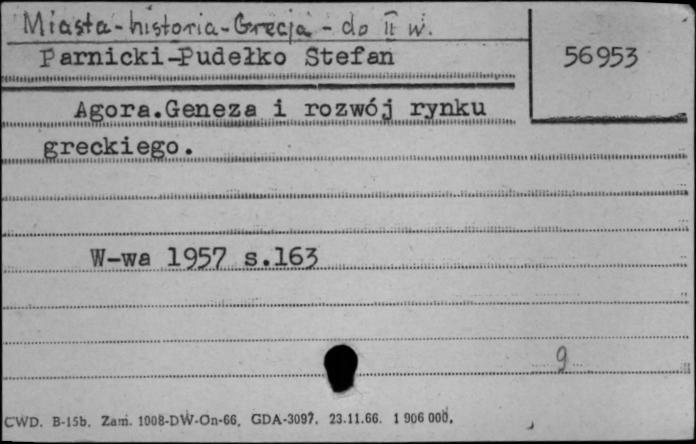 Miasta-historia-Grecja - do II w.
Parnicki-Pudełko Stefan
56953
Agora.Geneza i rozwój rynku
greckiego.
W-wa 1957 s.163
9
CWD. B-15b. Zam. 1008-DW-On-66. GDA-3097. 23.11.66. 1 906 000.